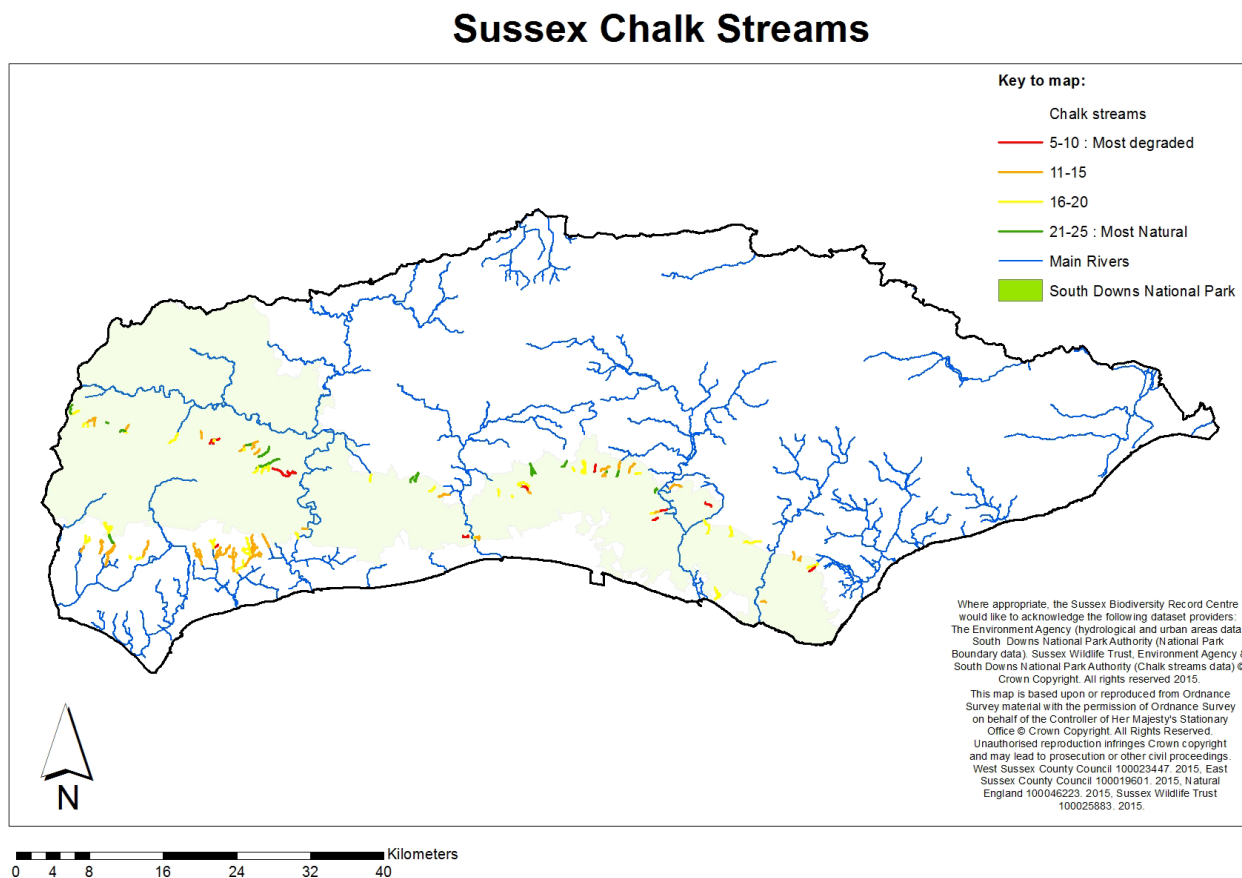 Sussex Chalk Streams
Key to map:
Chalk streams
5-10 : Most degraded
11-15
16-20
21-25 : Most Natural
Main Rivers
South Downs National Park
Where appropriate, the Sussex Biodiversity Record Centre
would like to acknowledge the following dataset providers:
The Environment Agency (hydrological and urban areas data
South Downs National Park Authority (National Park
Boundary data). Sussex Wildlife Trust, Environment Agency &
South Downs National Park Authority (Chalk streams data) ©
Crown Copyright. All rights reserved 2015.
This map is based upon or reproduced from Ordnance
Survey material with the permission of Ordnance Survey
on behalf of the Controller of Her Majesty's Stationary
Office © Crown Copyright. All Rights Reserved.
Unauthorised reproduction infringes Crown copyright
and may lead to prosecution or other civil proceedings.
West Sussex County Council 100023447. 2015, East
Sussex County Council 100019601. 2015, Natural
England 100046223. 2015, Sussex Wildlife Trust
100025883. 2015.
N
Kilometers
0 4 8 16 24 32 40